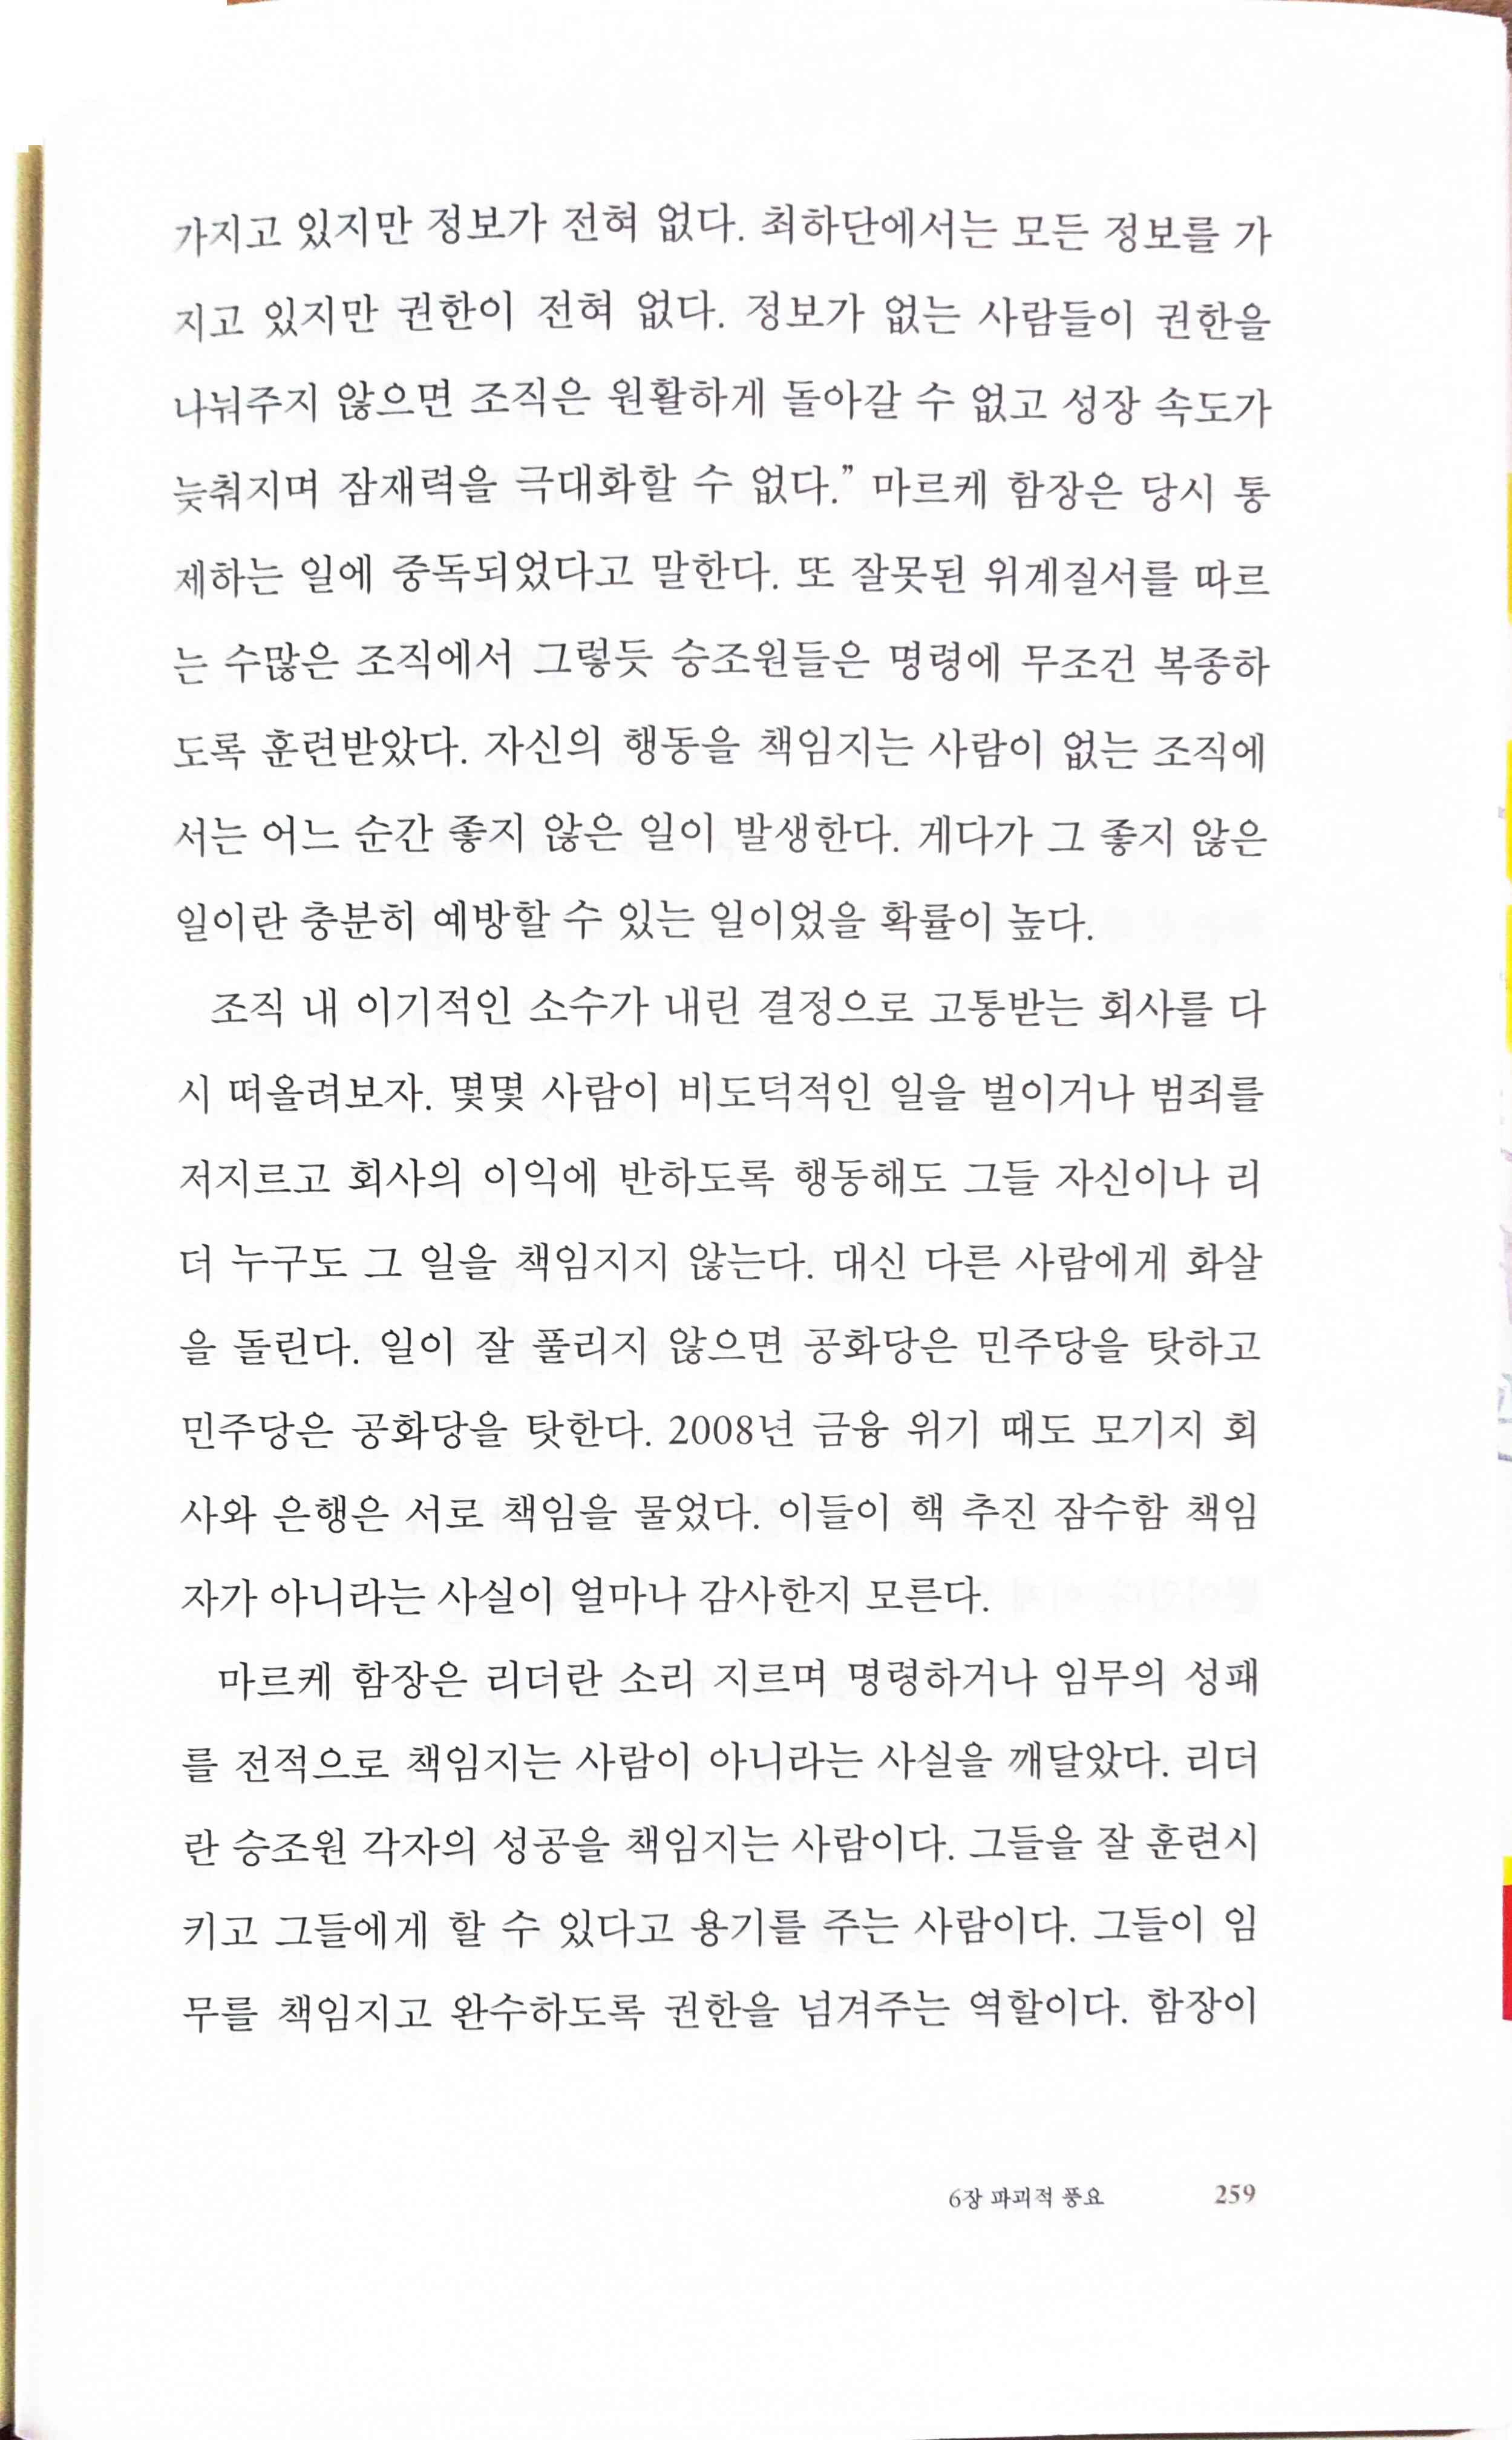 가지고 있지만 정보가 전혀 없다. 최하단에서는 모든 정보를 가
지고 있지만 권한이 전혀 없다. 정보가 없는 사람들이 권한을
나눠주지 않으면 조직은 원활하게 돌아갈 수 없고 성장 속도가
늦춰지며 잠재력을 극대화할 수 없다.” 마르케 함장은 당시 통
제하는 일에 중독되었다고 말한다. 또 잘못된 위계질서를 따르
는 수많은 조직에서 그렇듯 승조원들은 명령에 무조건 복종하
도록 훈련받았다. 자신의 행동을 책임지는 사람이 없는 조직에
서는 어느 순간 좋지 않은 일이 발생한다. 게다가 그 좋지 않은
일이란 충분히 예방할 수 있는 일이었을 확률이 높다.
조직 내 이기적인 소수가 내린 결정으로 고통받는 회사를 다
시 떠올려보자. 몇몇 사람이 비도덕적인 일을 벌이거나 범죄를
저지르고 회사의 이익에 반하도록 행동해도 그들 자신이나 리
더 누구도 그 일을 책임지지 않는다. 대신 다른 사람에게 화살
을 돌린다. 일이 잘 풀리지 않으면 공화당은 민주당을 탓하고
민주당은 공화당을 탓한다. 2008년 금융 위기 때도 모기지 회
사와 은행은 서로 책임을 물었다. 이들이 핵 추진 잠수함 책임
자가 아니라는 사실이 얼마나 감사한지 모른다.
마르케 함장은 리더란 소리 지르며 명령하거나 임무의 성패
를 전적으로 책임지는 사람이 아니라는 사실을 깨달았다. 리더
란 승조원 각자의 성공을 책임지는 사람이다. 그들을 잘 훈련시
키고 그들에게 할 수 있다고 용기를 주는 사람이다. 그들이 임
무를 책임지고 완수하도록 권한을 넘겨주는 역할이다. 함장이
6장 파괴적 풍요 259